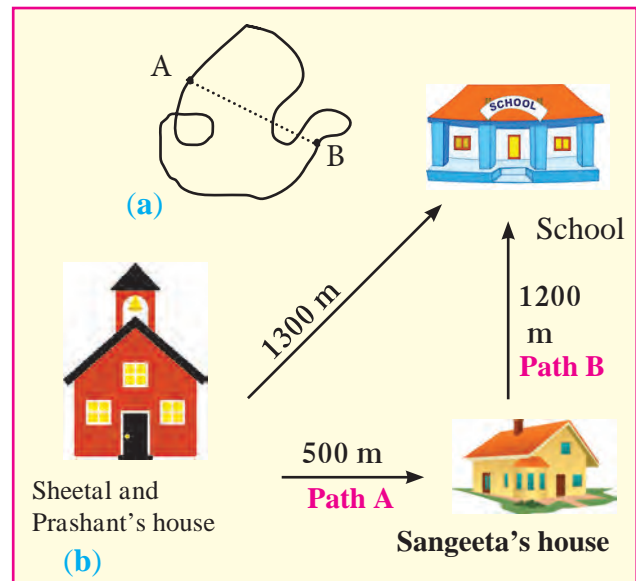 A
B
(a)
SCHOOL
School
1300 m
1200
m
Path B
500 m
Path A
Sheetal and
Prashant's house
Sangeeta's house
(b)